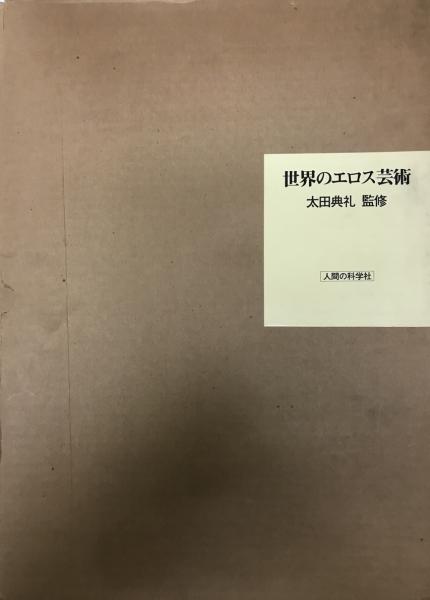 世界のエロス芸術
太田典礼 監修
人間の科学社